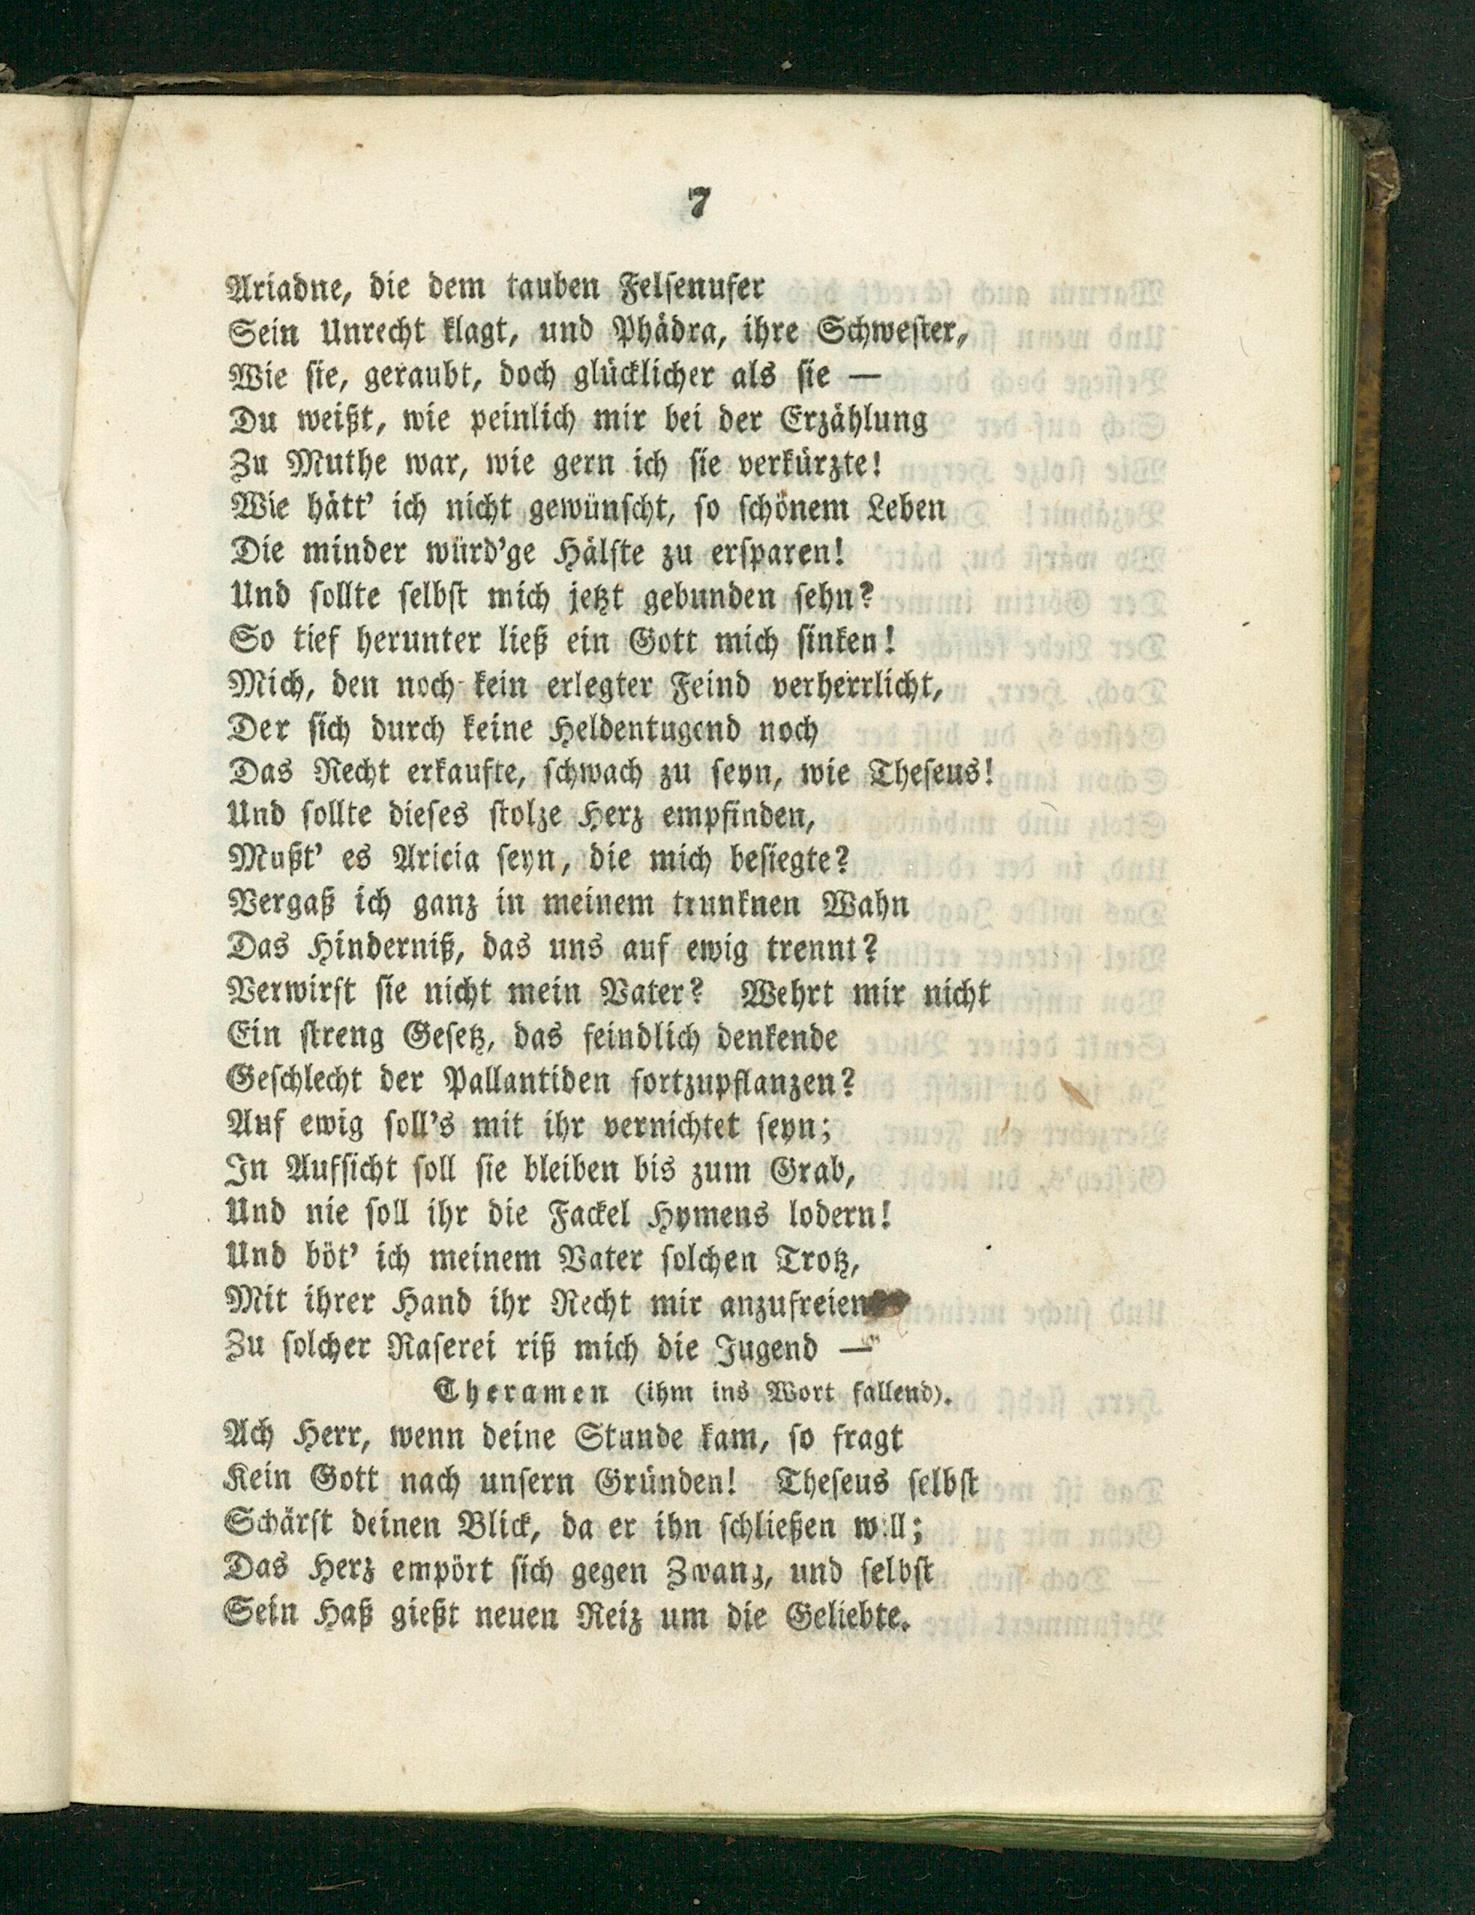 7
Ariadne, die dem tauben Felsenufer
Sein Unrecht klagt, und Phädra, ihre Schwester,
Wie sie, geraubt, doch glücklicher als sie —
Du weißt, wie peinlich mir bei der Erzählung
Zu Muthe war, wie gern ich sie verkürzte!
Wie hätt' ich nicht gewünscht, so schönem Leben
Die minder würd'ge Hälfte zu ersparen!
Und sollte selbst mich jetzt gebunden sehn?
So tief herunter ließ ein Gott mich sinken!
Mich, den noch kein erlegter Feind verherrlicht,
Der sich durch keine Heldentugend noch
Das Recht erkaufte, schwach zu seyn, wie Theseus!
Und sollte dieses stolze Herz empfinden,
Mußt' es Aricia seyn, die mich besiegte?
Vergaß ich ganz in meinem trunknen Wahn
Das Hinderniß, das uns auf ewig trennt?
Verwirft sie nicht mein Vater? Wehrt mir nicht
Ein streng Gesetz, das feindlich denkende
Geschlecht der Pallantiden fortzupflanzen?
Auf ewig soll's mit ihr vernichtet seyn;
In Aufsicht soll sie bleiben bis zum Grab,
Und nie soll ihr die Fackel Hymens lodern!
Und böt' ich meinem Vater solchen Trotz,
Mit ihrer Hand ihr Recht mir anzufreien
Zu solcher Raserei riß mich die Jugend —
Theramen (ihm ins Wort fallend).
Ach Herr, wenn deine Stunde kam, so fragt
Kein Gott nach unsern Gründen! Theseus selbst
Schärft deinen Blick, da er ihn schließen will;
Das Herz empört sich gegen Zwang, und selbst
Sein Haß gießt neuen Reiz um die Geliebte.